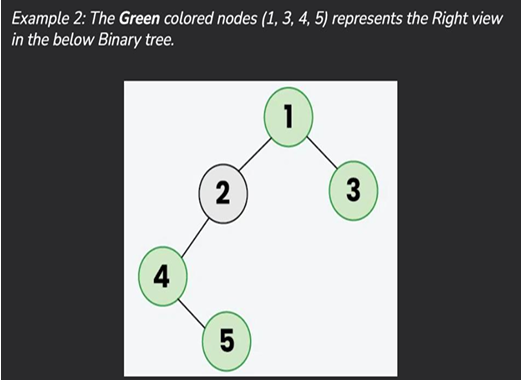 Example 2: The Green colored nodes (1, 3, 4, 5) represents the Right view
in the below Binary tree.
1
2
3
4
5